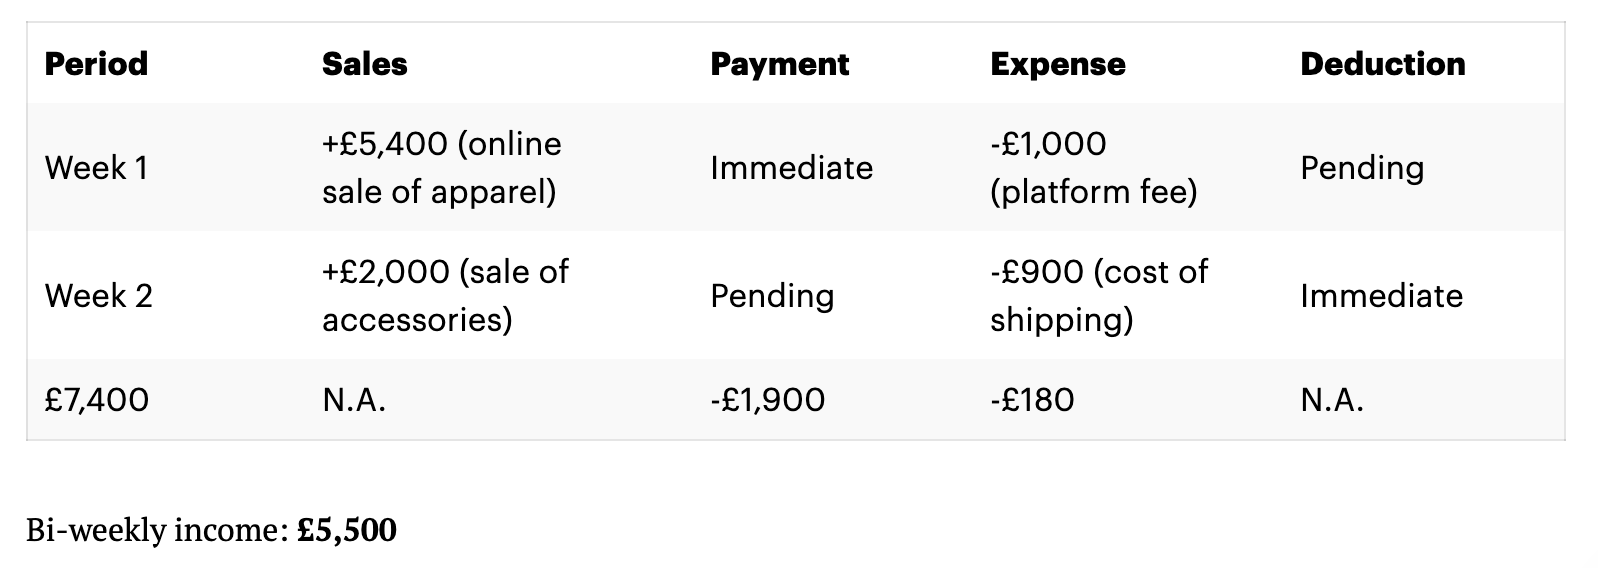 Period Sales Payment Expense Deduction
Week 1 +£5,400 (online sale of apparel) Immediate -£1,000 (platform fee) Pending
Week 2 +£2,000 (sale of accessories) Pending -£900 (cost of shipping) Immediate
£7,400 N.A. -£1,900 -£180 N.A.
Bi-weekly income: £5,500